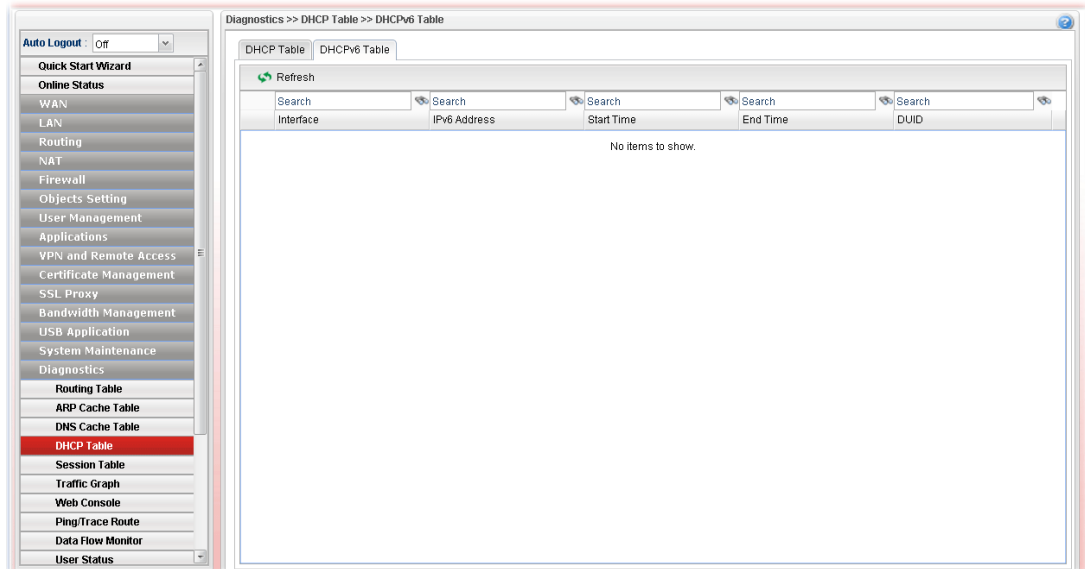 Diagnostics >> DHCP Table >> DHCPv6 Table
Auto Logout : Off
Quick Start Wizard
Online Status
WAN
LAN
Routing
NAT
Firewall
Objects Setting
User Management
Applications
VPN and Remote Access
Certificate Management
SSL Proxy
Bandwidth Management
USB Application
System Maintenance
Diagnostics
Routing Table
ARP Cache Table
DNS Cache Table
DHCP Table
Session Table
Traffic Graph
Web Console
Ping/Trace Route
Data Flow Monitor
User Status
DHCP Table DHCPv6 Table
Refresh
Search Search Search Search Search
Interface IPv6 Address Start Time End Time DUID
No items to show.